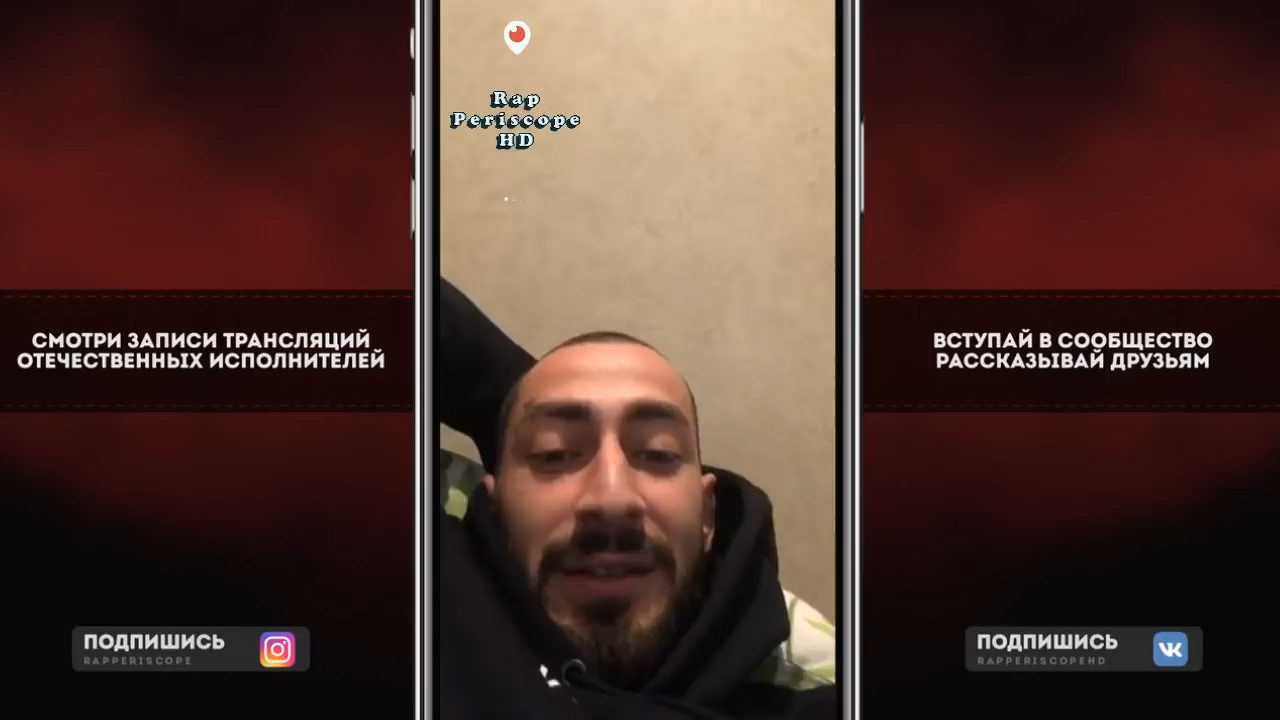 Rap
Periscope
HD
СМОТРИ ЗАПИСИ ТРАНСЛЯЦИЙ
ОТЕЧЕСТВЕННЫХ ИСПОЛНИТЕЛЕЙ
ВСТУПАЙ В СООБЩЕСТВО
РАССКАЗЫВАЙ ДРУЗЬЯМ
ПОДПИШИСЬ
RAPPERISCOPE
ПОДПИШИСЬ
RAPPERISCOPEHD